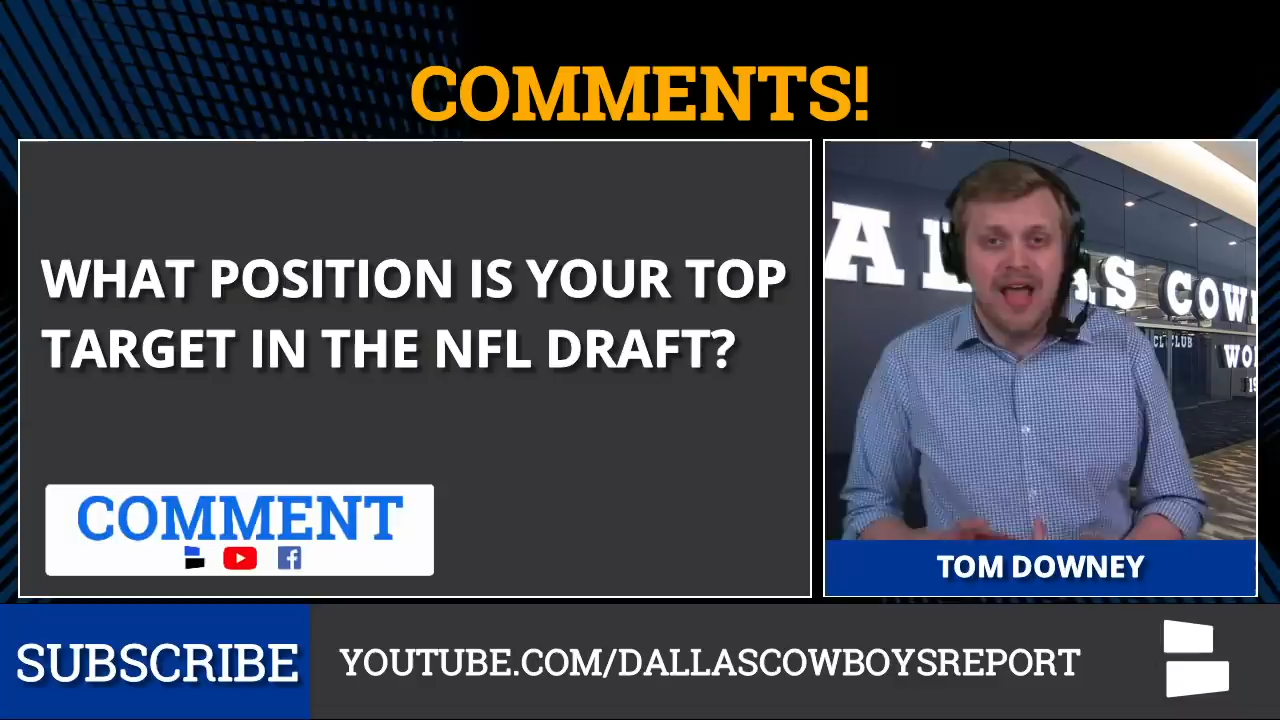 COMMENTS!
WHAT POSITION IS YOUR TOP
TARGET IN THE NFL DRAFT?
COMMENT
TOM DOWNEY
SUBSCRIBE
YOUTUBE.COM/DALLASCOWBOYSREPORT